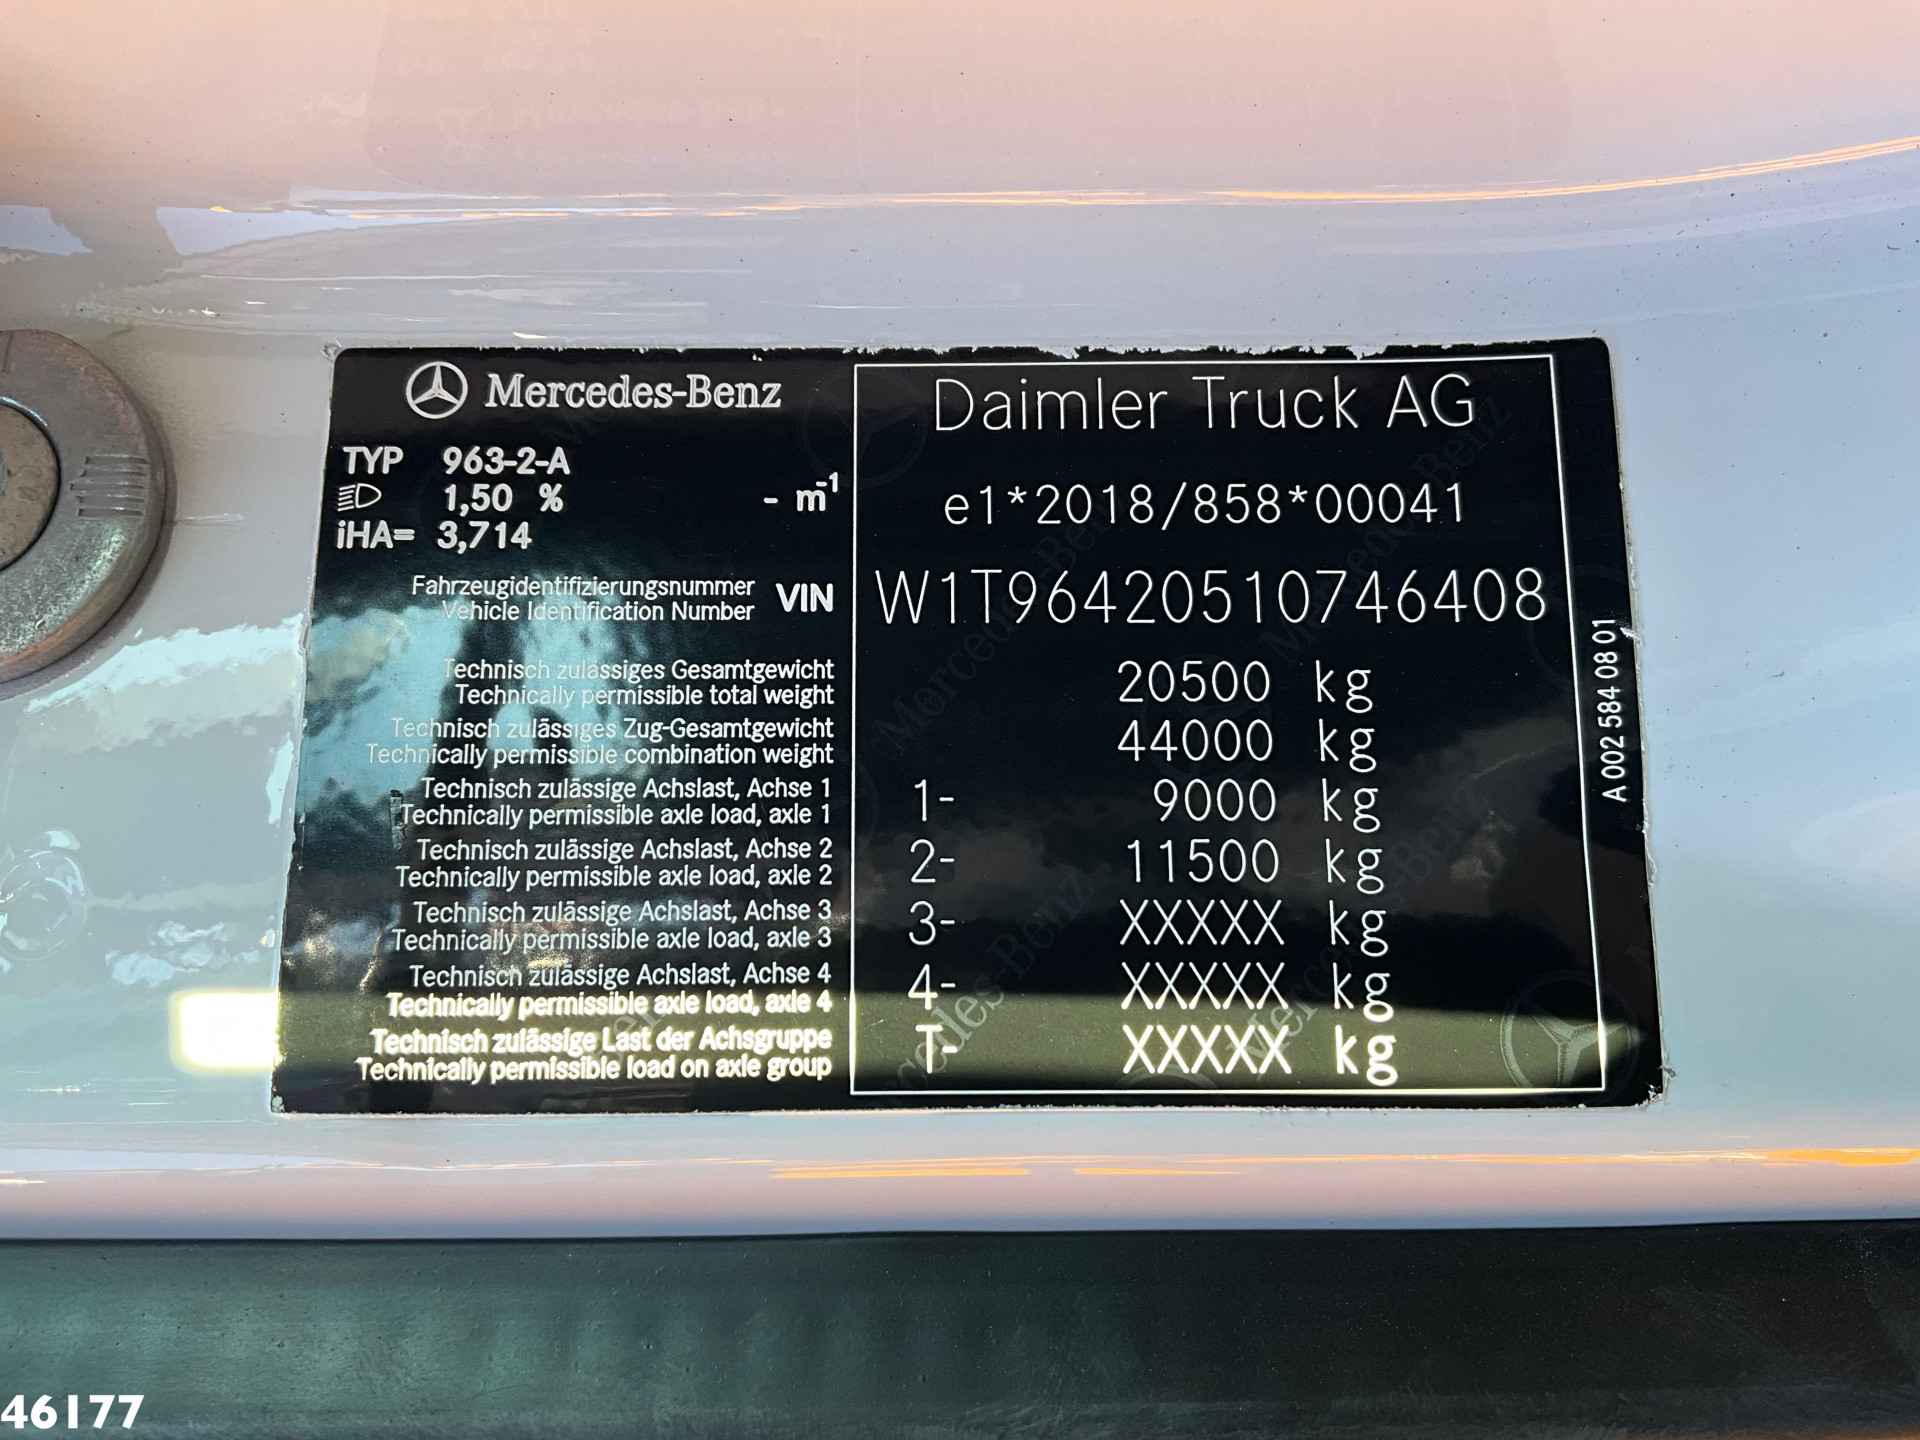 Mercedes-Benz
Daimler Truck AG
TYP 963-2-A
1,50 % - m-1
e1*2018/858*00041
iHA= 3,714
Fahrzeugidentifizierungsnummer
Vehicle Identification Number
VIN W1T96420510746408
Technisch zulässiges Gesamtgewicht
Technically permissible total weight
20500 kg
Technisch zulässiges Zug-Gesamtgewicht
Technically permissible combination weight
44000 kg
Technisch zulässige Achslast, Achse 1
Technically permissible axle load, axle 1
1- 9000 kg
Technisch zulässige Achslast, Achse 2
Technically permissible axle load, axle 2
2- 11500 kg
Technisch zulässige Achslast, Achse 3
Technically permissible axle load, axle 3
3- XXXXX kg
Technisch zulässige Achslast, Achse 4
Technically permissible axle load, axle 4
4- XXXXX kg
Technisch zulässige Last der Achsgruppe
Technically permissible load on axle group
T- XXXXX kg
A 002 584 08 01
46177